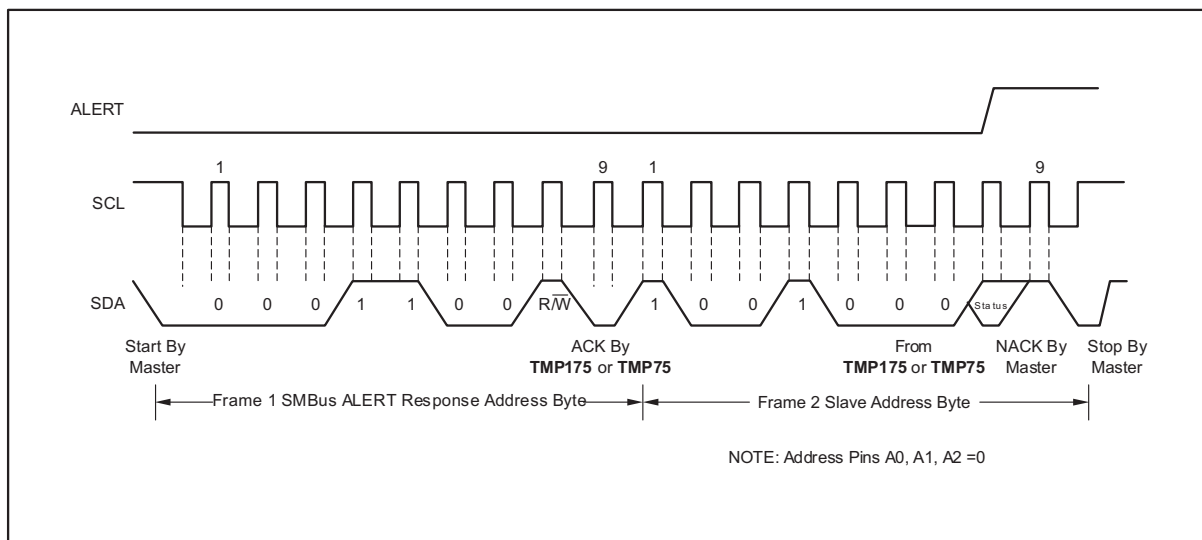 ALERT
1 9 1 9
SCL
SDA
0 0 0 1 1 0 0 R/W̅ 1 0 0 1 0 0 0 Status
Start By
Master
ACK By
TMP175 or TMP75
From
TMP175 or TMP75
NACK By
Master
Stop By
Master
Frame 1 SMBus ALERT Response Address Byte
Frame 2 Slave Address Byte
NOTE: Address Pins A0, A1, A2 =0